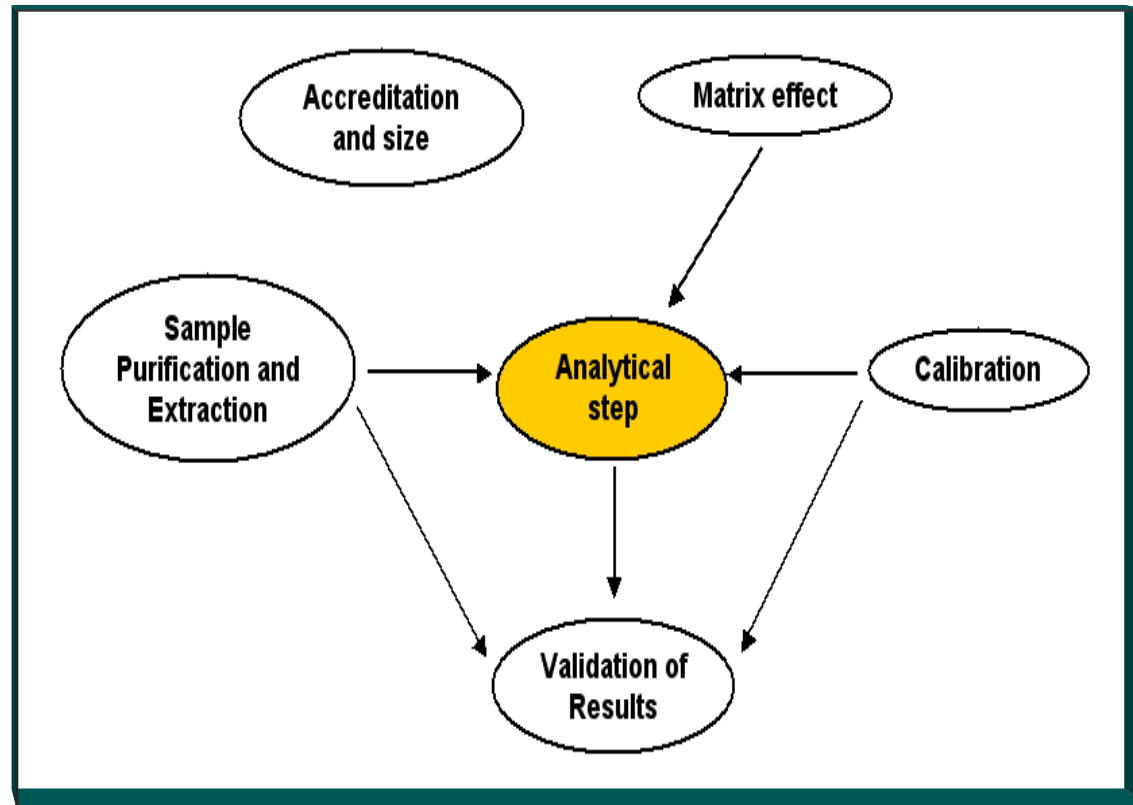 Accreditation
and size
Matrix effect
Sample
Purification and
Extraction
Analytical
step
Calibration
Validation of
Results